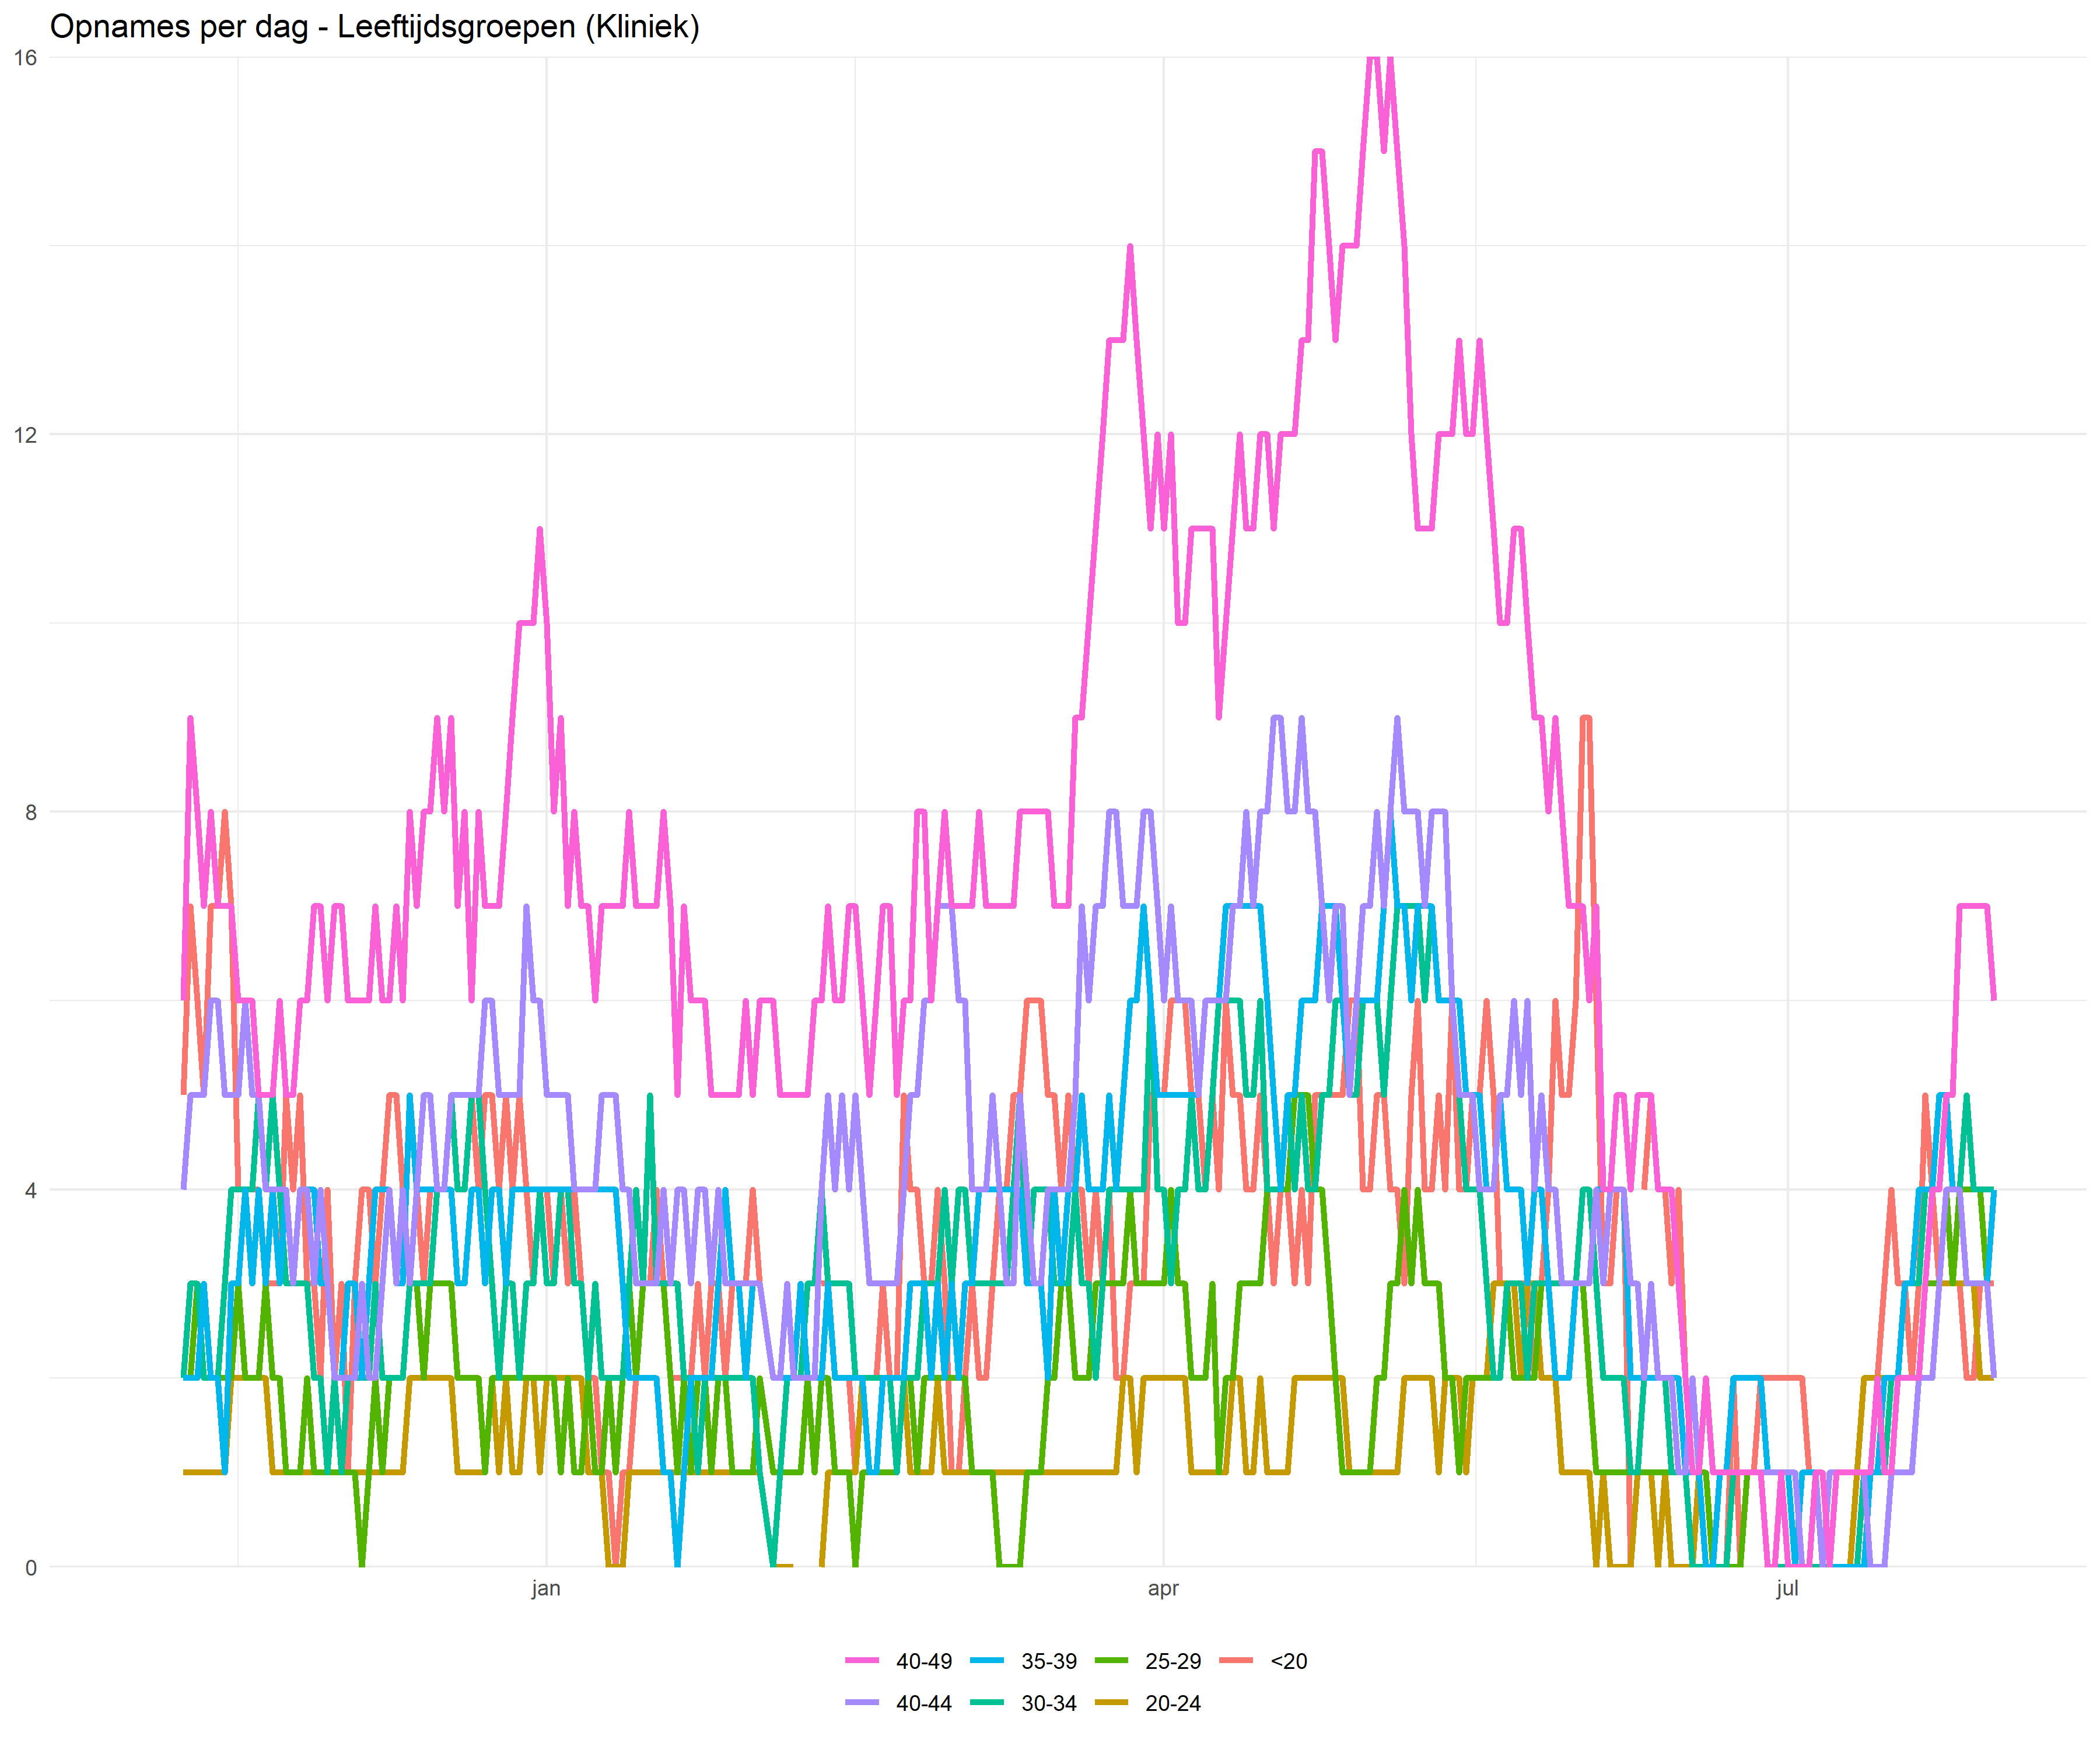 Opnames per dag - Leeftijdsgroepen (Kliniek)
16
12
8
4
0
jan apr jul
40-49 35-39 25-29 <20
40-44 30-34 20-24